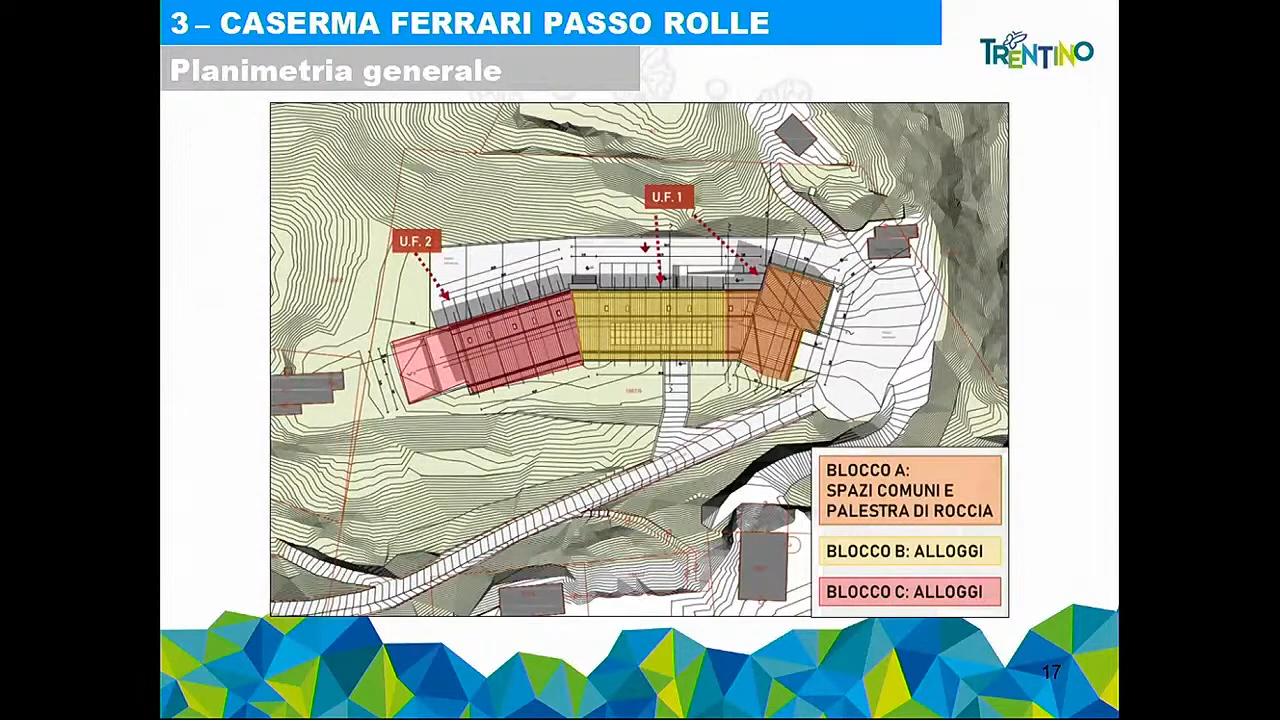 3 – CASERMA FERRARI PASSO ROLLE
TRENTINO
Planimetria generale
U.F. 1
U.F. 2
BLOCCO A:
SPAZI COMUNI E
PALESTRA DI ROCCIA
BLOCCO B: ALLOGGI
BLOCCO C: ALLOGGI
17